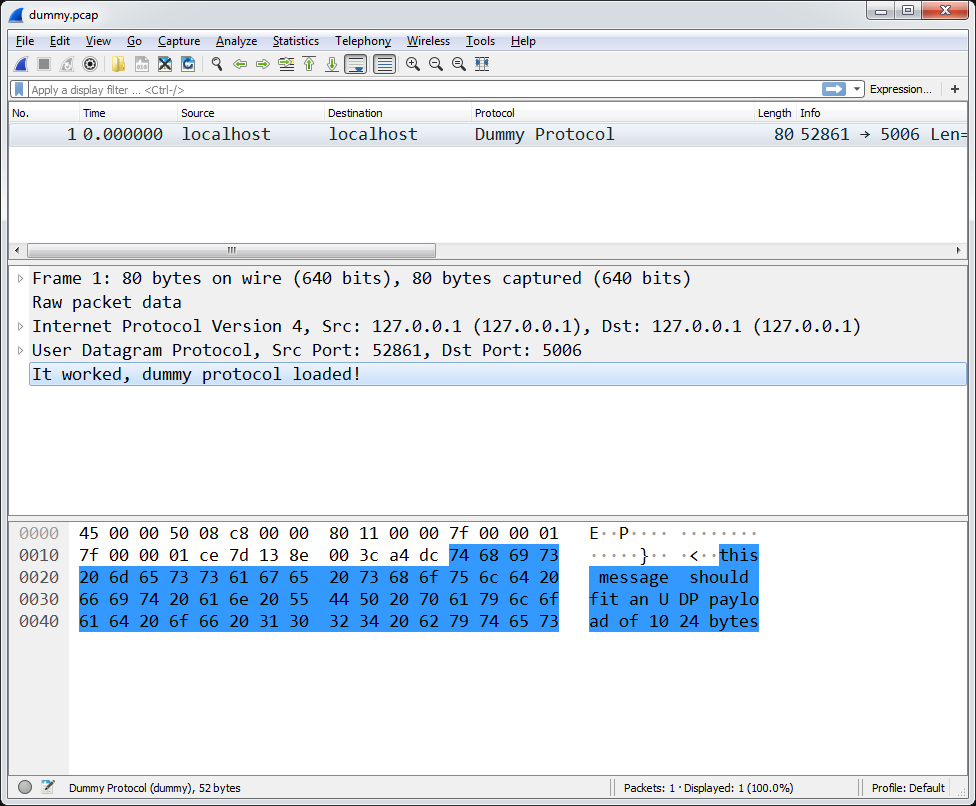 dummy.pcap
File Edit View Go Capture Analyze Statistics Telephony Wireless Tools Help
Apply a display filter ... <Ctrl-/> Expression... +
No. Time Source Destination Protocol Length Info
1 0.000000 localhost localhost Dummy Protocol 80 52861 → 5006 Len=
Frame 1: 80 bytes on wire (640 bits), 80 bytes captured (640 bits)
Raw packet data
Internet Protocol Version 4, Src: 127.0.0.1 (127.0.0.1), Dst: 127.0.0.1 (127.0.0.1)
User Datagram Protocol, Src Port: 52861, Dst Port: 5006
It worked, dummy protocol loaded!
0000 45 00 00 50 08 c8 00 00 80 11 00 00 7f 00 00 01 E··P···· ········
0010 7f 00 00 01 ce 7d 13 8e 00 3c a4 dc 74 68 69 73 ·····}·· ·<··this
0020 20 6d 65 73 73 61 67 65 20 73 68 6f 75 6c 64 20 message should
0030 66 69 74 20 61 6e 20 55 44 50 20 70 61 79 6c 6f fit an U DP paylo
0040 61 64 20 6f 66 20 31 30 32 34 20 62 79 74 65 73 ad of 10 24 bytes
Dummy Protocol (dummy), 52 bytes Packets: 1 · Displayed: 1 (100.0%) Profile: Default